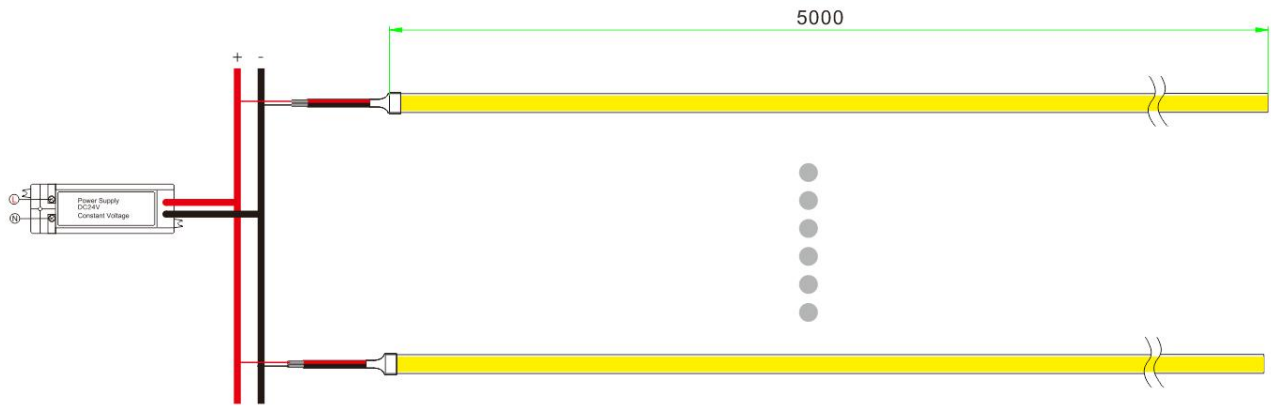 5000
+ -
L
Power Supply
DC24V
Constant Voltage
N